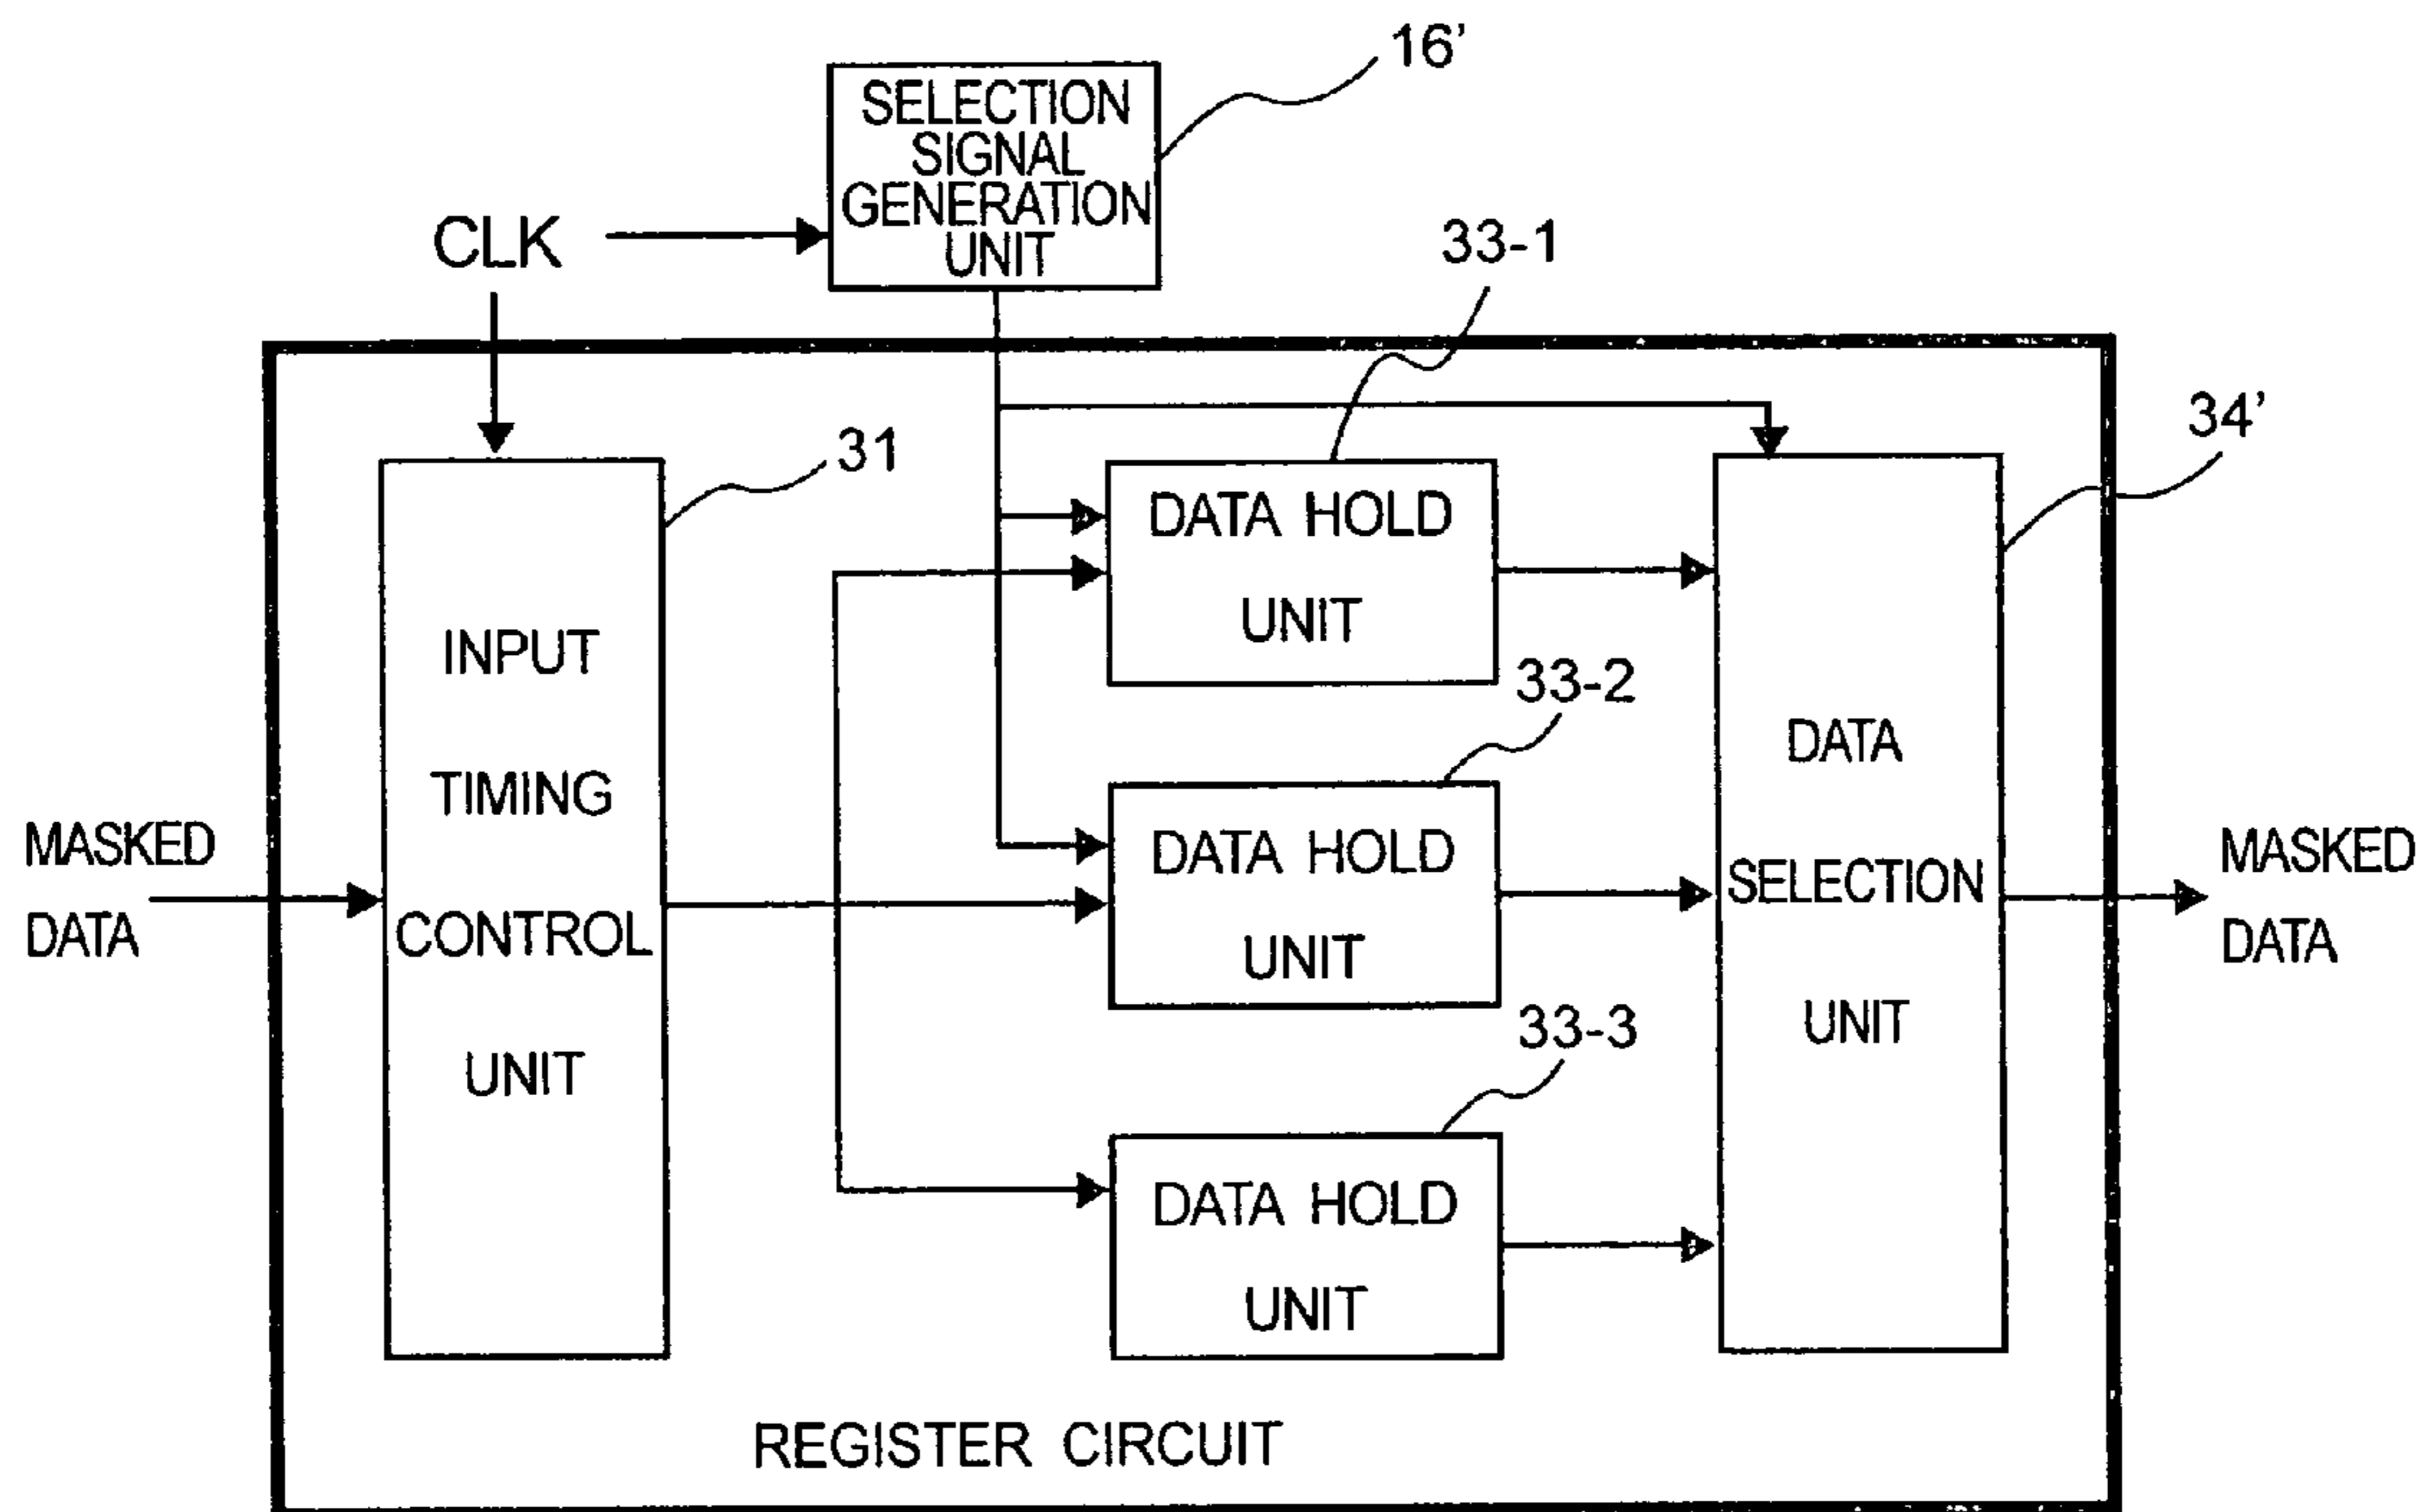 16’
SELECTION
SIGNAL
GENERATION
UNIT
CLK
33-1
34’
31
DATA HOLD
UNIT
INPUT
TIMING
CONTROL
UNIT
33-2
DATA
SELECTION
UNIT
MASKED
DATA
DATA HOLD
UNIT
MASKED
DATA
33-3
DATA HOLD
UNIT
REGISTER CIRCUIT